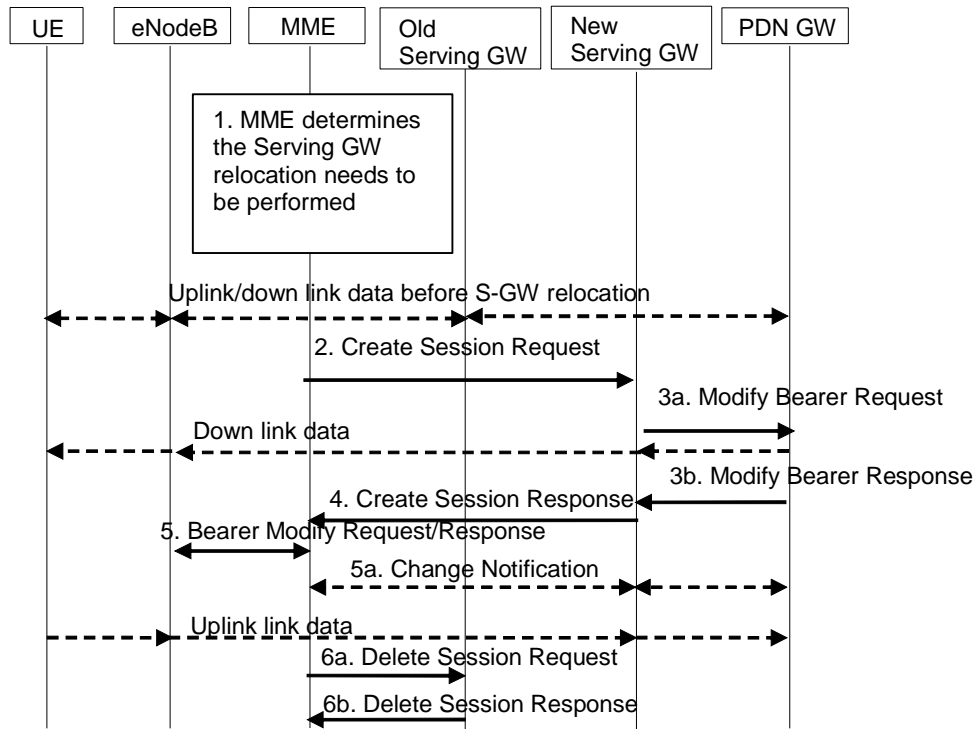 UE
eNodeB
MME
Old
Serving GW
New
Serving GW
PDN GW
1. MME determines
the Serving GW
relocation needs to
be performed
Uplink/down link data before S-GW relocation
2. Create Session Request
3a. Modify Bearer Request
Down link data
3b. Modify Bearer Response
4. Create Session Response
5. Bearer Modify Request/Response
5a. Change Notification
Uplink link data
6a. Delete Session Request
6b. Delete Session Response